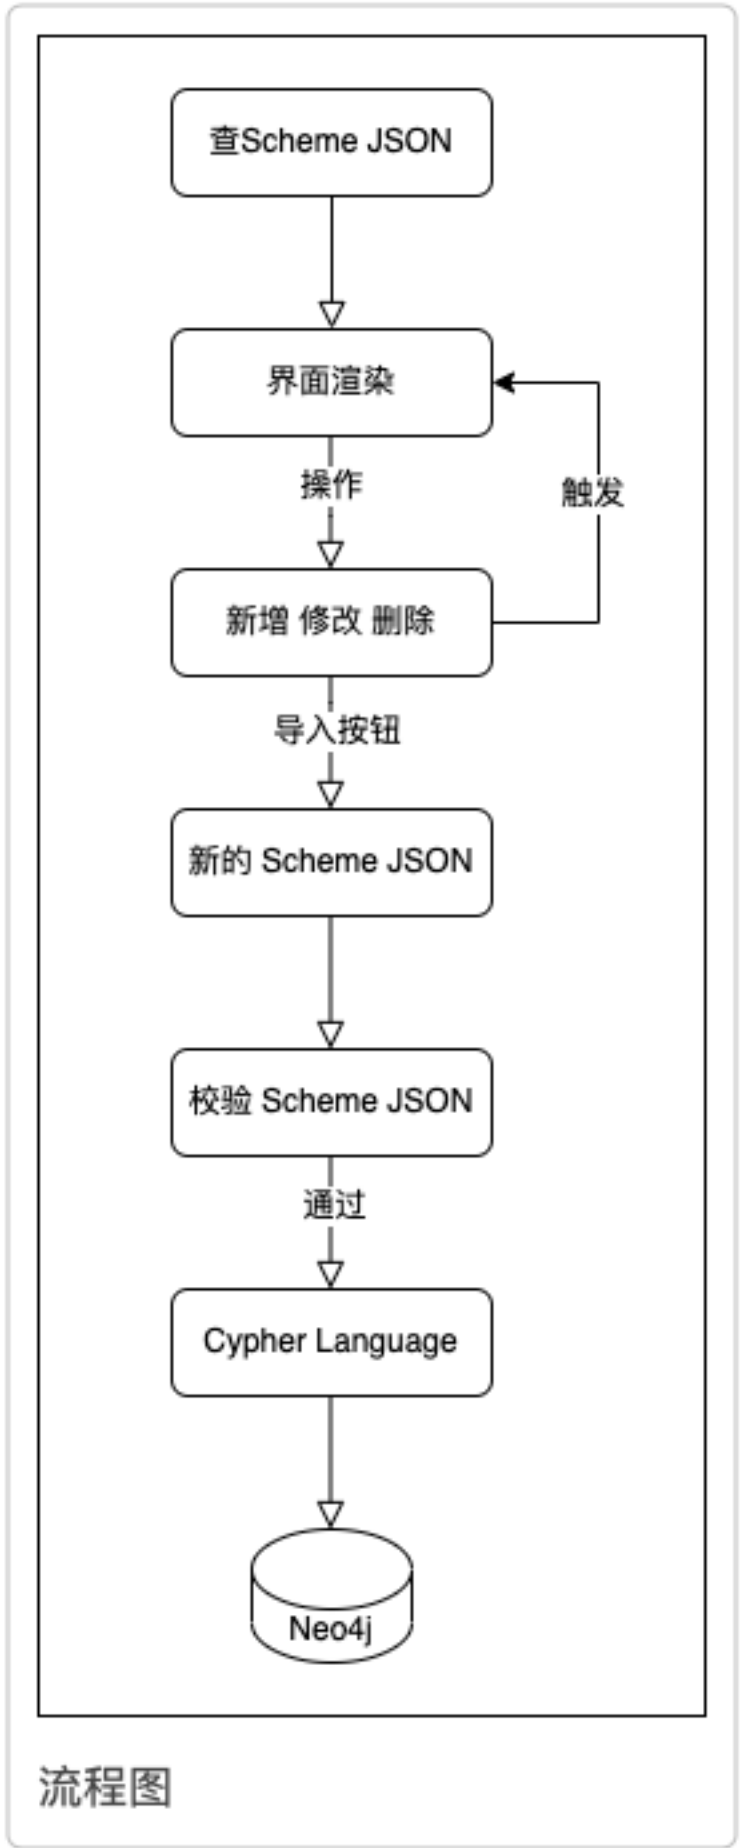 查Scheme JSON
界面渲染
操作
触发
新增 修改 删除
导入按钮
新的 Scheme JSON
校验 Scheme JSON
通过
Cypher Language
Neo4j
流程图